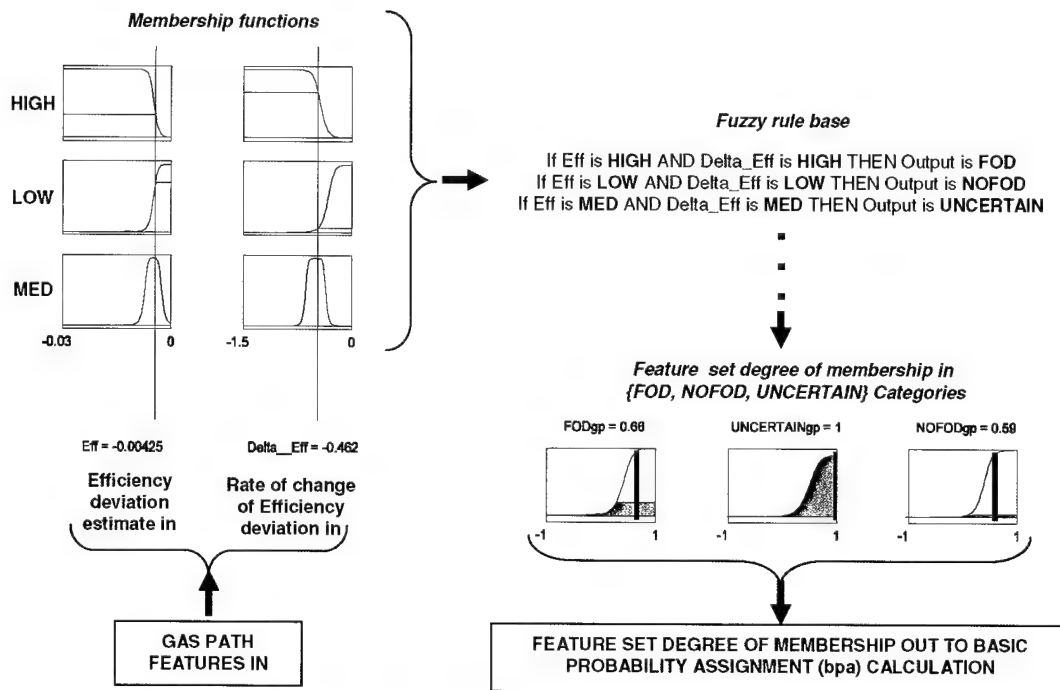 Membership functions
HIGH
LOW
MED
-0.03
0
-1.5
0
Eff = -0.00425
Delta__Eff = -0.462
Efficiency
deviation
estimate in
Rate of change
of Efficiency
deviation in
GAS PATH
FEATURES IN
Fuzzy rule base
If Eff is HIGH AND Delta_Eff is HIGH THEN Output is FOD
If Eff is LOW AND Delta_Eff is LOW THEN Output is NOFOD
If Eff is MED AND Delta_Eff is MED THEN Output is UNCERTAIN
Feature set degree of membership in
{FOD, NOFOD, UNCERTAIN} Categories
FODgp = 0.66
UNCERTAINgp = 1
NOFODgp = 0.59
-1
1
-1
1
-1
1
FEATURE SET DEGREE OF MEMBERSHIP OUT TO BASIC
PROBABILITY ASSIGNMENT (bpa) CALCULATION